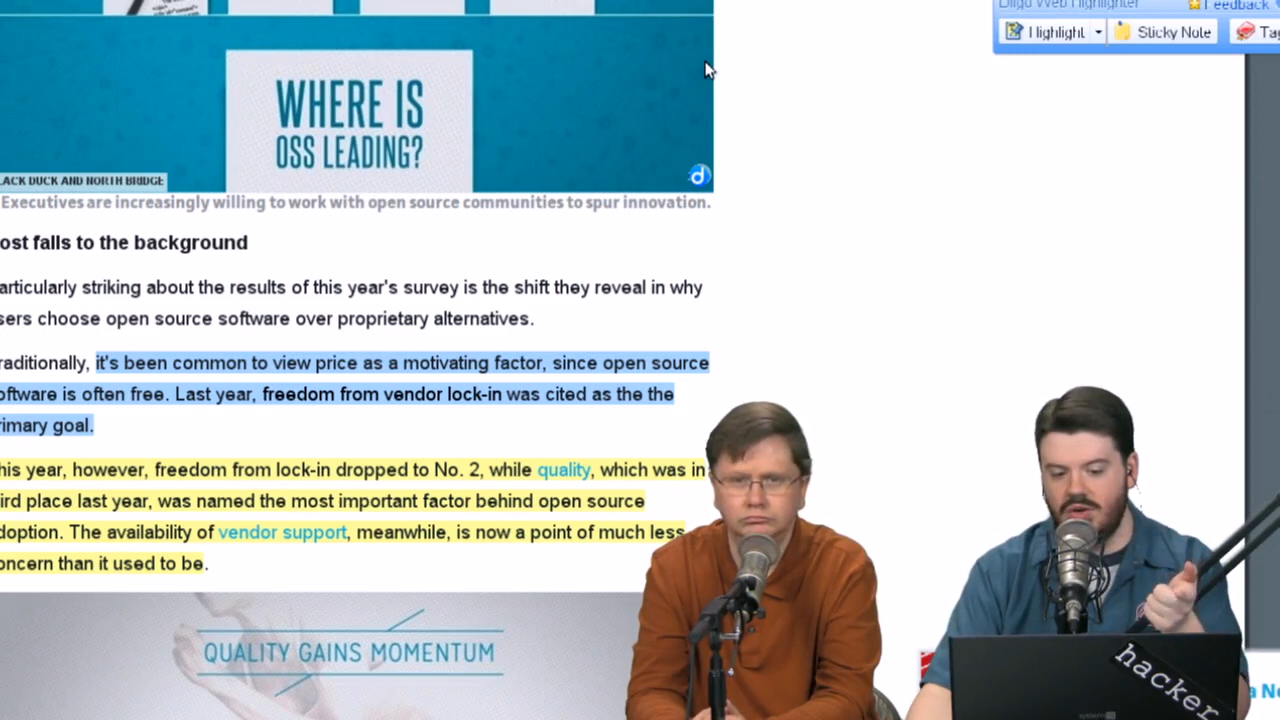 Diigo Web Highlighter
Feedback
Highlight
Sticky Note
Tag
WHERE IS
OSS LEADING?
LACK DUCK AND NORTH BRIDGE
Executives are increasingly willing to work with open source communities to spur innovation.
ost falls to the background
articularly striking about the results of this year's survey is the shift they reveal in why
sers choose open source software over proprietary alternatives.
raditionally, it's been common to view price as a motivating factor, since open source
oftware is often free. Last year, freedom from vendor lock-in was cited as the the
rimary goal.
his year, however, freedom from lock-in dropped to No. 2, while quality, which was in
ird place last year, was named the most important factor behind open source
doption. The availability of vendor support, meanwhile, is now a point of much less
oncern than it used to be.
QUALITY GAINS MOMENTUM
hacker